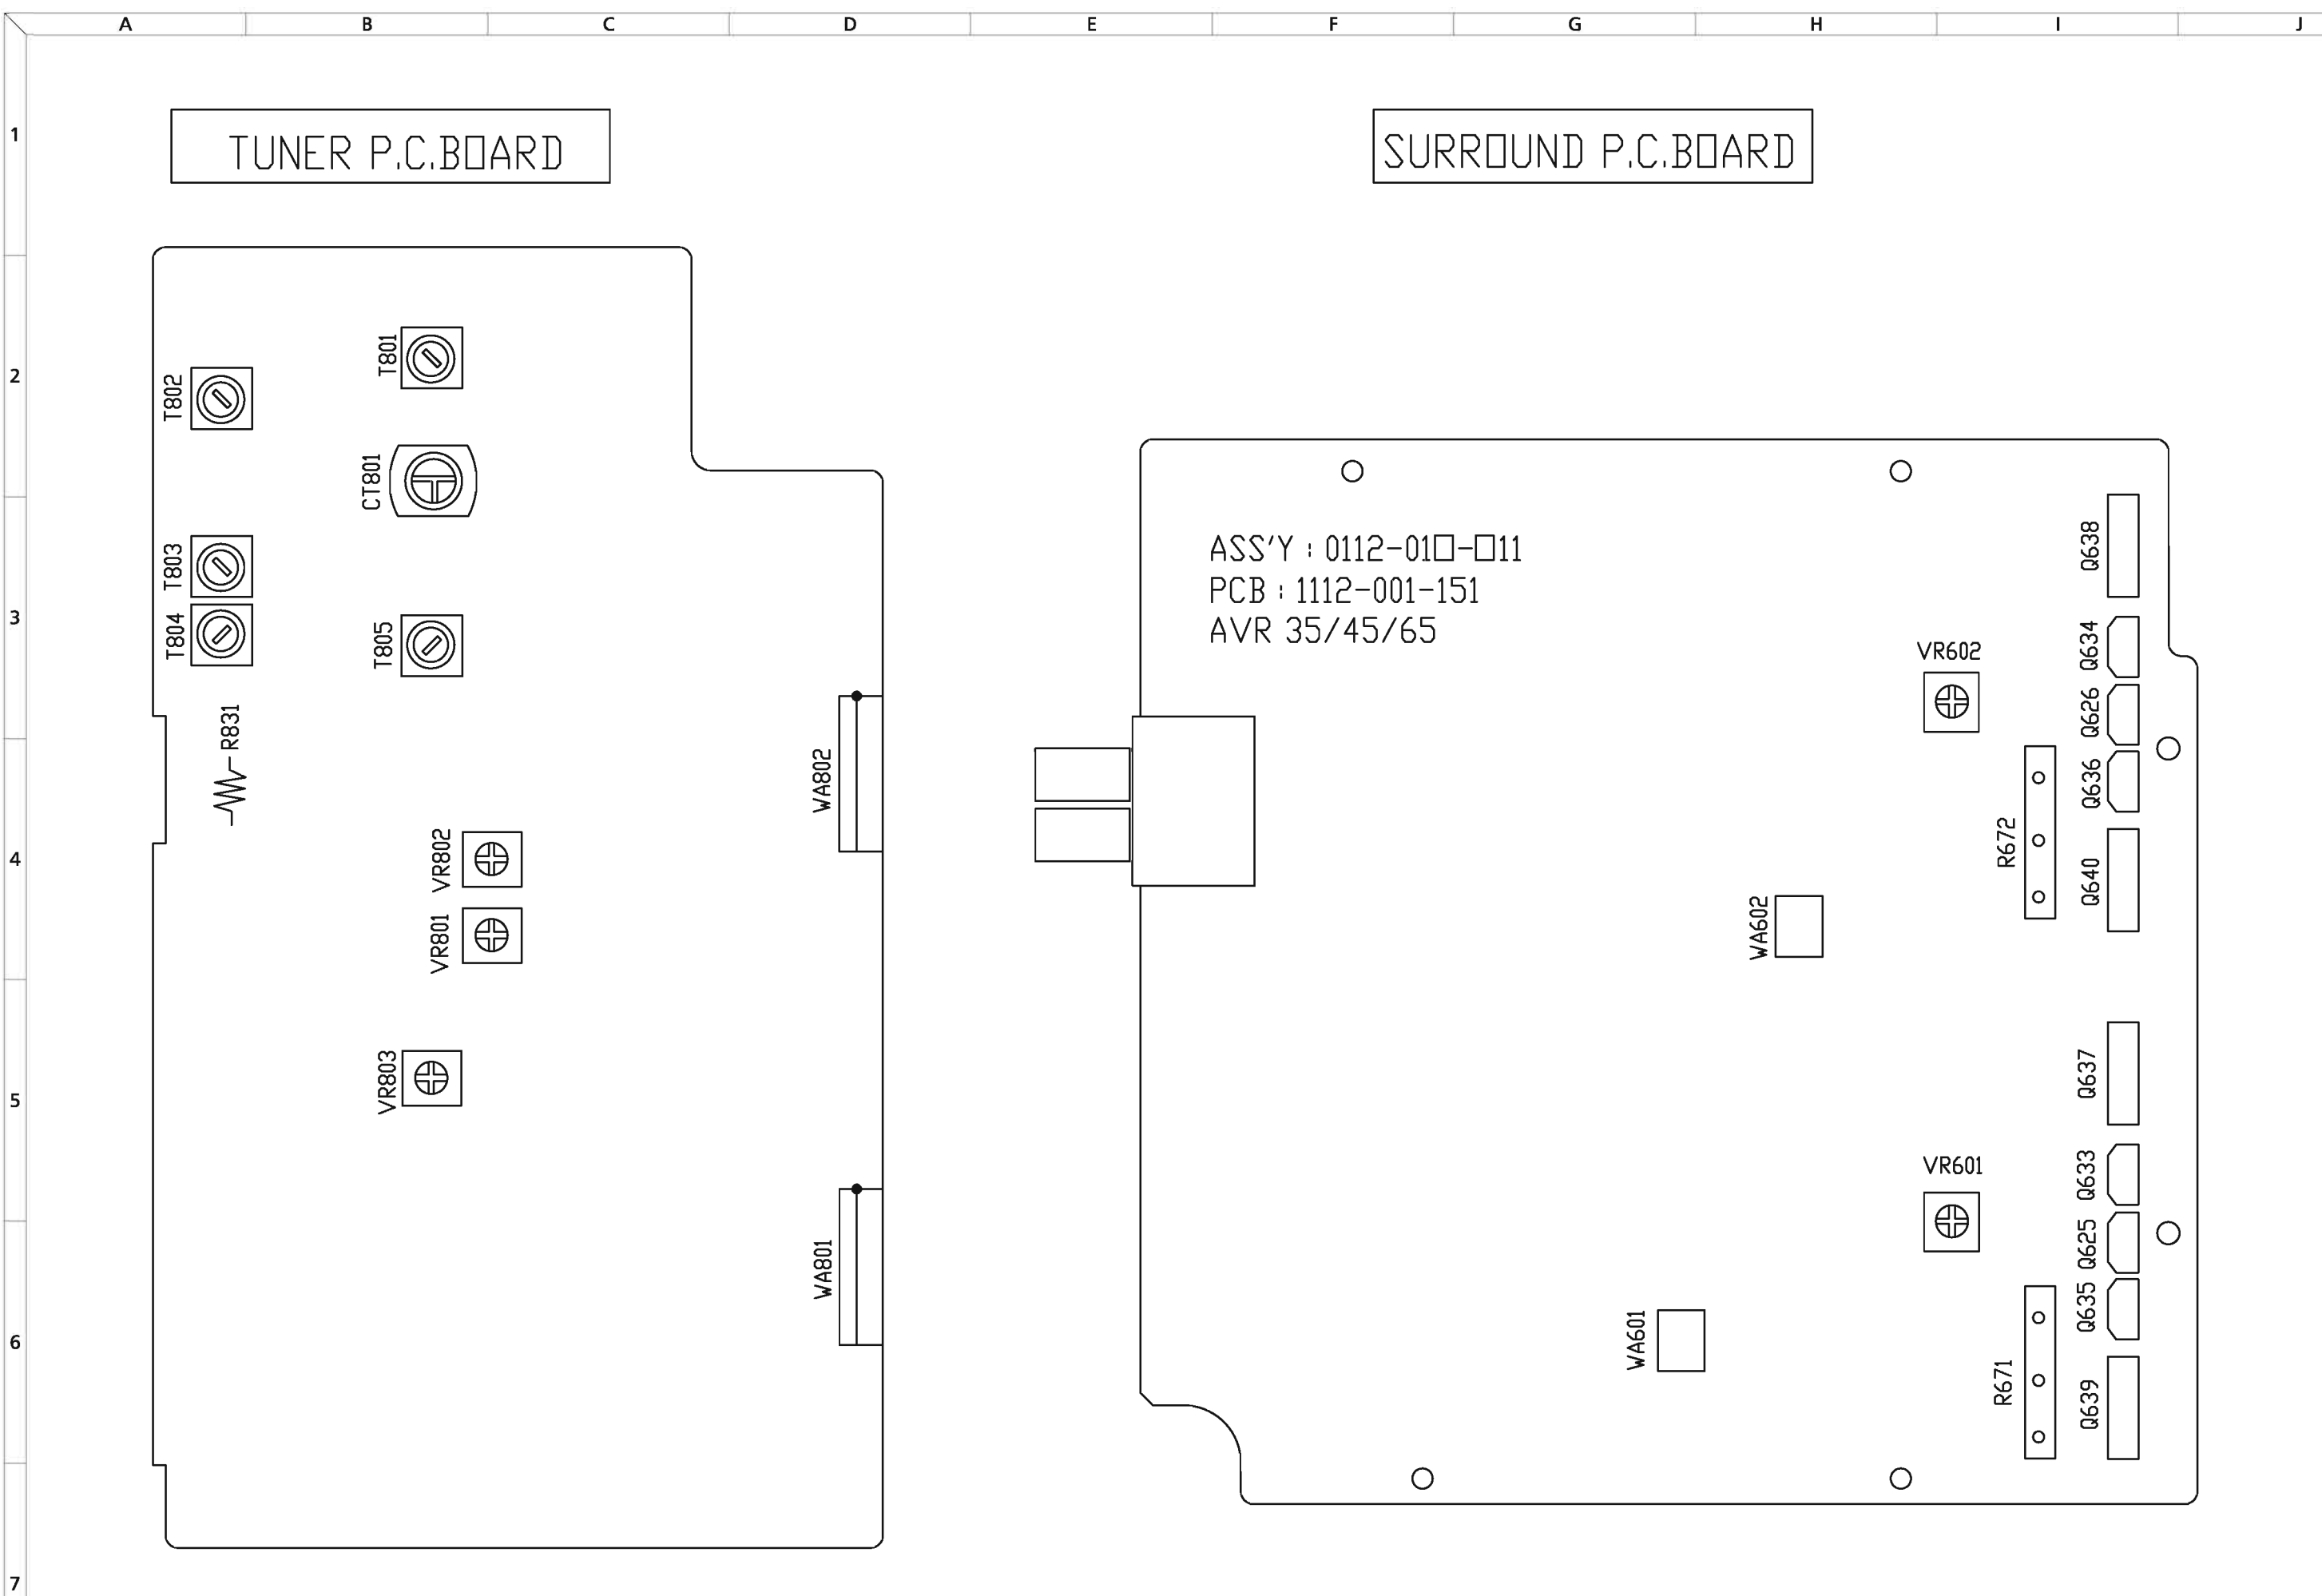 A B C D E F G H I J
1
2
3
4
5
6
7
TUNER P.C.BOARD
T801
T802
CT801
T803
T804
T805
R831
WA802
VR802
VR801
VR803
WA801
SURROUND P.C.BOARD
ASS'Y : 0112-01□-□11
PCB : 1112-001-151
AVR 35/45/65
Q638
Q634
VR602
Q626
Q636
R672
Q640
WA602
Q637
VR601
Q633
Q625
Q635
WA601
R671
Q639